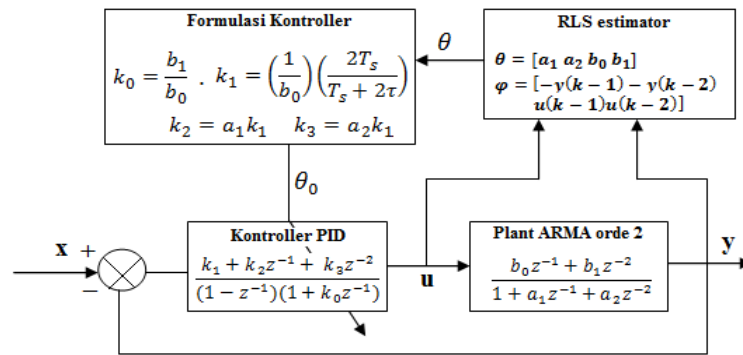 Formulasi Kontroller
k₀ = b₁/b₀ . k₁ = (1/b₀)(2Tₛ/(Tₛ + 2τ))
k₂ = a₁k₁ k₃ = a₂k₁
θ
RLS estimator
θ = [a₁ a₂ b₀ b₁]
φ = [−y(k − 1) − y(k − 2)
u(k − 1)u(k − 2)]
θ₀
x + −
Kontroller PID
(k₁ + k₂z⁻¹ + k₃z⁻²)/((1 − z⁻¹)(1 + k₀z⁻¹))
u
Plant ARMA orde 2
(b₀z⁻¹ + b₁z⁻²)/(1 + a₁z⁻¹ + a₂z⁻²)
y